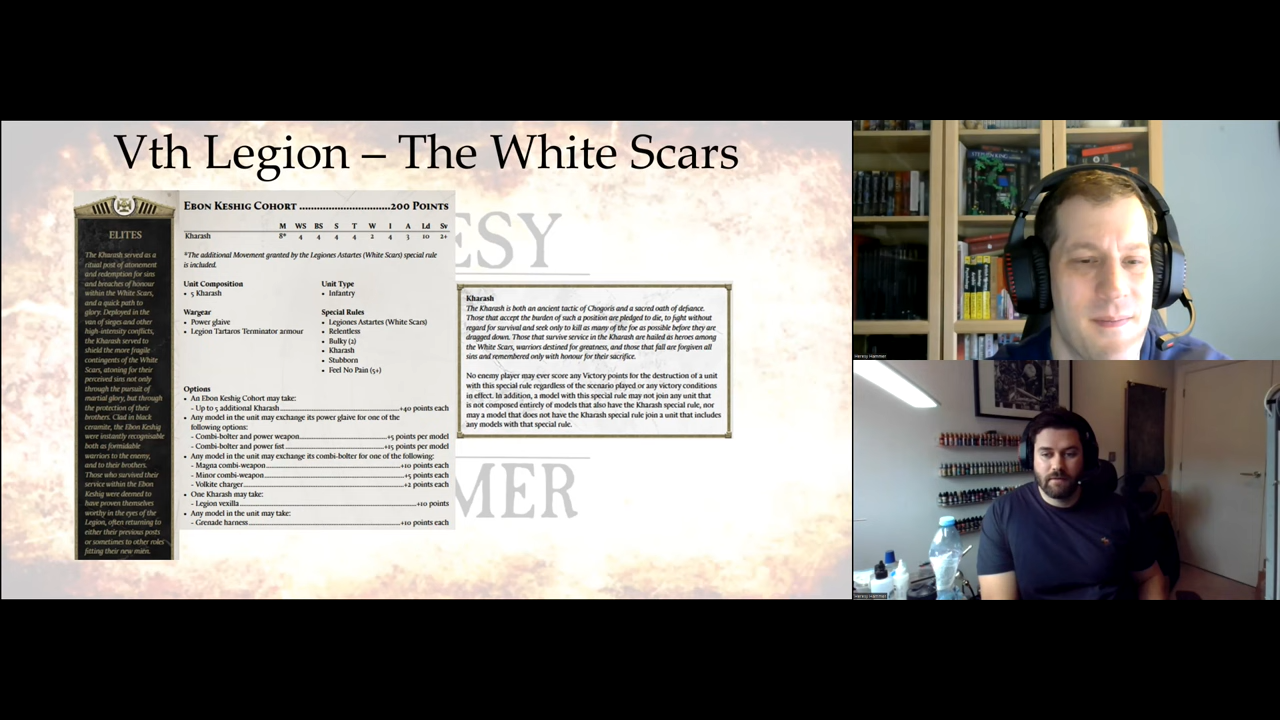 Vth Legion – The White Scars
ELITES
The Kharash served as a
ritual post of atonement
and redemption for sins
and breaches of honour
within the White Scars,
and a quick path to
glory. Deployed in the
van of sieges and other
high-intensity conflicts,
the Kharash served to
shield the more fragile
contingents of the White
Scars, atoning for their
perceived sins not only
through the pursuit of
martial glory, but through
the protection of their
brothers. Clad in black
ceramite, the Ebon Keshig
were instantly recognisable
both as formidable
warriors to the enemy,
and to their brothers.
Those who survived their
service within the Ebon
Keshig were deemed to
have proven themselves
worthy in the eyes of the
Legion, often returning to
either their previous posts
or sometimes to other roles
fitting their new mien.
EBON KESHIG COHORT ...............................200 POINTS
M WS BS S T W I A Ld Sv
Kharash 8* 4 4 4 4 2 4 3 10 2+
*The additional Movement granted by the Legiones Astartes (White Scars) special rule
is included.
Unit Composition
• 5 Kharash
Unit Type
• Infantry
Wargear
• Power glaive
• Legion Tartaros Terminator armour
Special Rules
• Legiones Astartes (White Scars)
• Relentless
• Bulky (2)
• Kharash
• Stubborn
• Feel No Pain (5+)
Options
• An Ebon Keshig Cohort may take:
- Up to 5 additional Kharash...............+40 points each
• Any model in the unit may exchange its power glaive for one of the
following options:
- Combi-bolter and power weapon...............+5 points per model
- Combi-bolter and power fist...............+15 points per model
• Any model in the unit may exchange its combi-bolter for one of the following:
- Magna combi-weapon...............+10 points each
- Minor combi-weapon...............+5 points each
- Volkite charger...............+2 points each
• One Kharash may take:
- Legion vexilla...............+10 points
• Any model in the unit may take:
- Grenade harness...............+10 points each
ESY
MER
Kharash
The Kharash is both an ancient tactic of Chogoris and a sacred oath of defiance.
Those that accept the burden of such a position are pledged to die, to fight without
regard for survival and seek only to kill as many of the foe as possible before they are
dragged down. Those that survive service in the Kharash are hailed as heroes among
the White Scars, warriors destined for greatness, and those that fall are forgiven all
sins and remembered only with honour for their sacrifice.
No enemy player may ever score any Victory points for the destruction of a unit
with this special rule regardless of the scenario played or any victory conditions
in effect. In addition, a model with this special rule may not join any unit that
is not composed entirely of models that also have the Kharash special rule, nor
may a model that does not have the Kharash special rule join a unit that includes
any models with that special rule.
STEPHEN KING
Heresy Hammer
Heresy Hammer